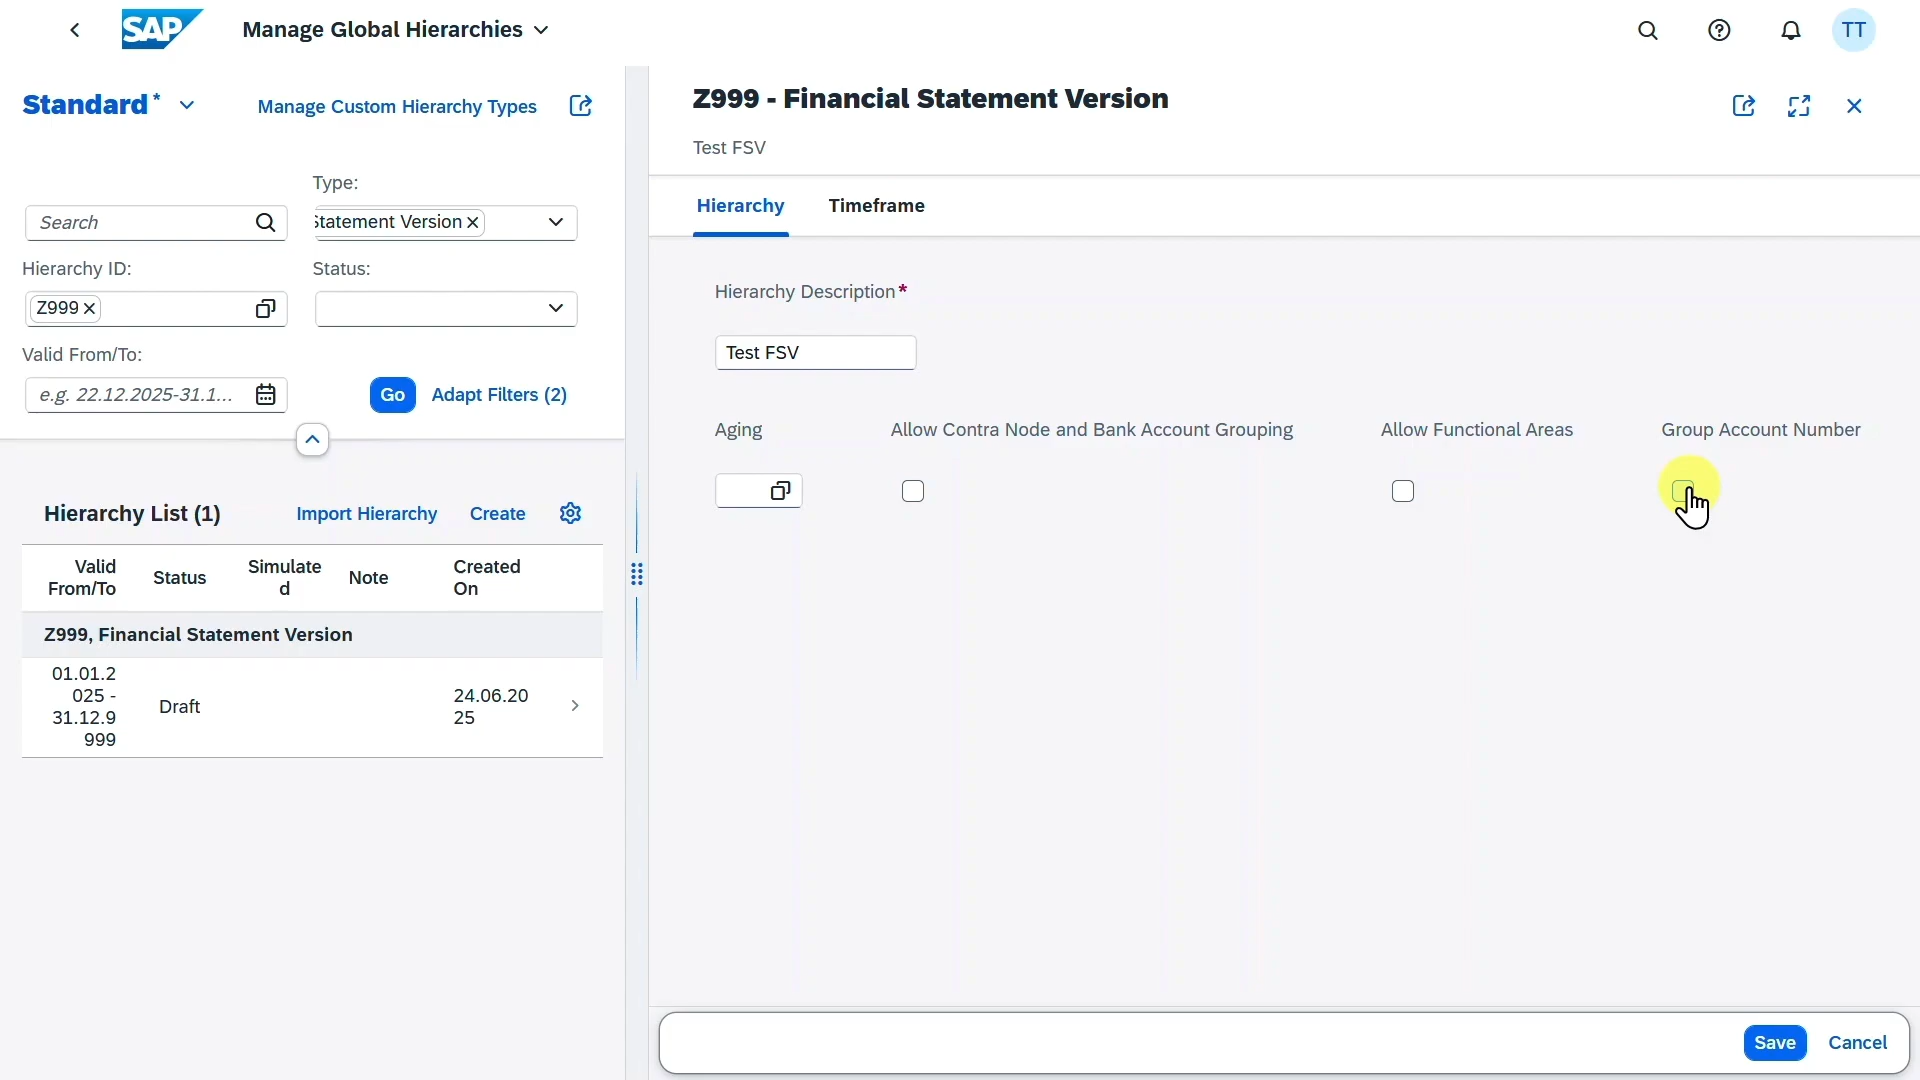 SAP
Manage Global Hierarchies
TT
Standard*
Manage Custom Hierarchy Types
Type:
Search
Statement Version
Hierarchy ID:
Status:
Z999
Valid From/To:
e.g. 22.12.2025-31.1...
Go
Adapt Filters (2)
Hierarchy List (1)
Import Hierarchy
Create
Valid
From/To
Status
Simulate
d
Note
Created
On
Z999, Financial Statement Version
01.01.2
025 -
31.12.9
999
Draft
24.06.20
25
Z999 - Financial Statement Version
Test FSV
Hierarchy
Timeframe
Hierarchy Description*
Test FSV
Aging
Allow Contra Node and Bank Account Grouping
Allow Functional Areas
Group Account Number
Save
Cancel